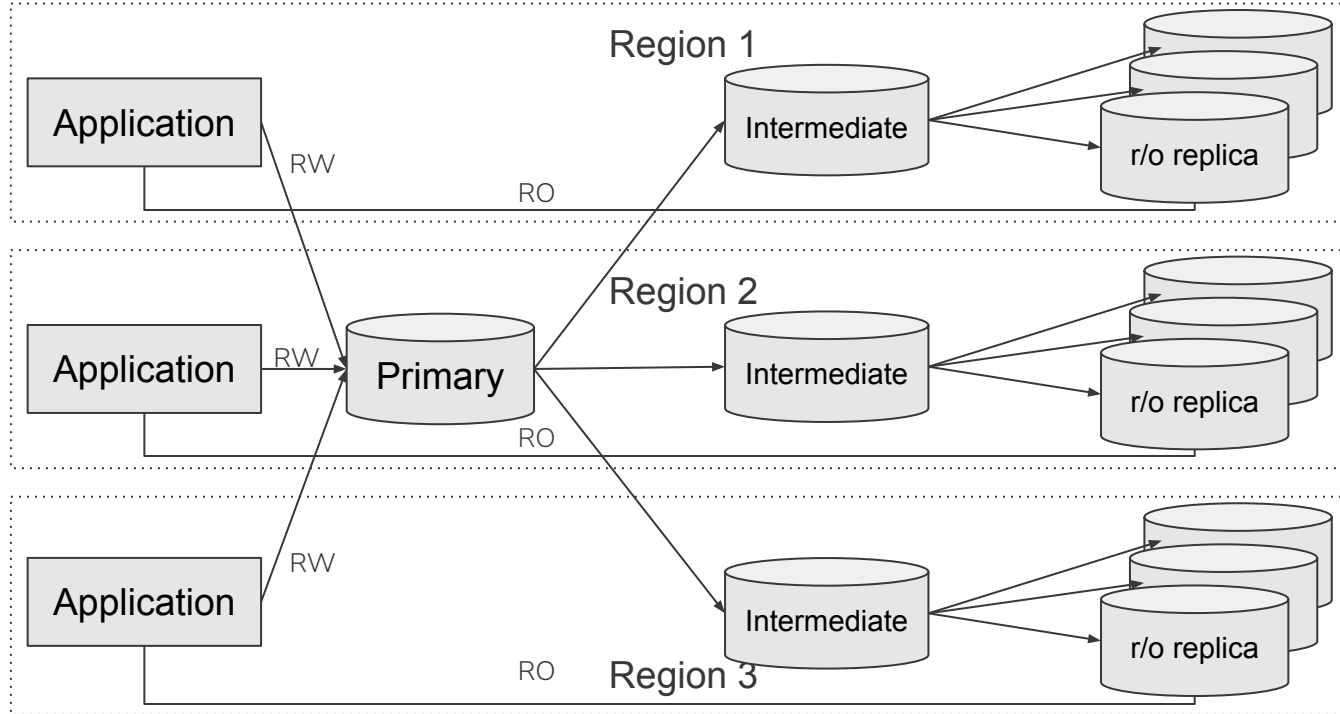 Region 1
Application
Intermediate
r/o replica
RW
RO
Region 2
Application
RW
Primary
Intermediate
r/o replica
RO
Application
RW
Intermediate
r/o replica
RO
Region 3